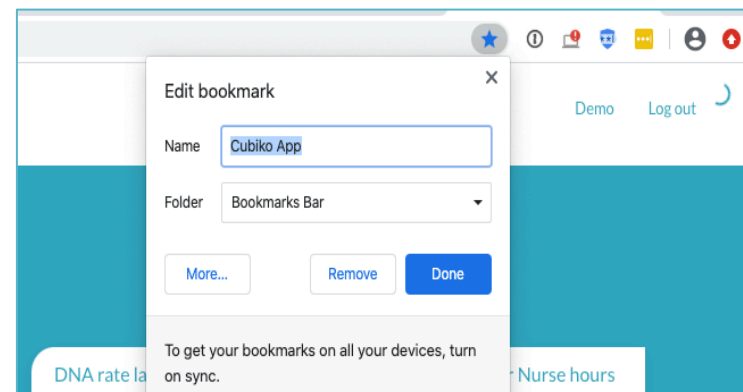 Edit bookmark
Demo Log out
Name Cubiko App
Folder Bookmarks Bar
More... Remove Done
To get your bookmarks on all your devices, turn
on sync.
DNA rate la
Nurse hours